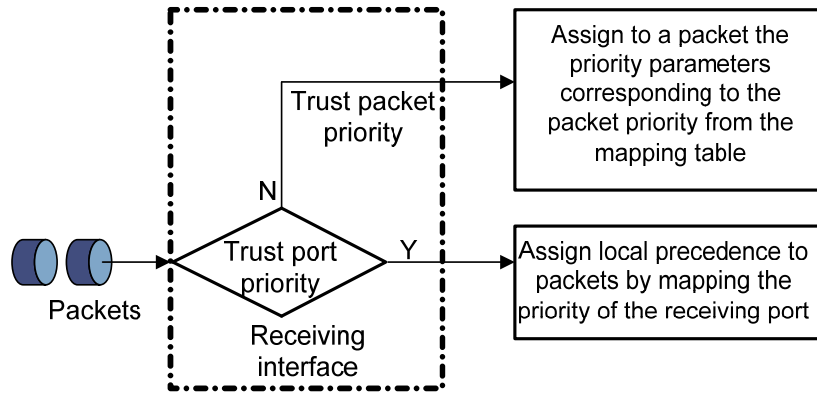 Assign to a packet the
priority parameters
corresponding to the
packet priority from the
mapping table
Trust packet
priority
N
Trust port
priority
Y
Packets
Assign local precedence to
packets by mapping the
priority of the receiving port
Receiving
interface